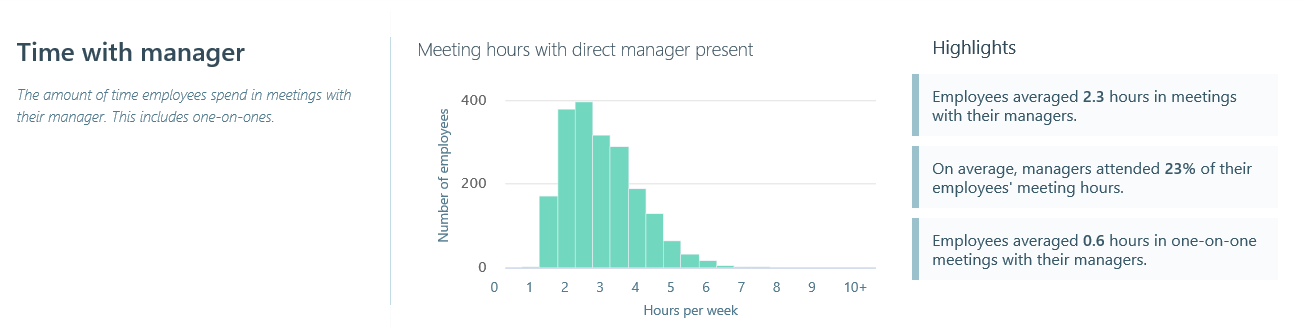 Time with manager
The amount of time employees spend in meetings with
their manager. This includes one-on-ones.
Meeting hours with direct manager present
Number of employees
400
200
0
0 1 2 3 4 5 6 7 8 9 10+
Hours per week
Highlights
Employees averaged 2.3 hours in meetings
with their managers.
On average, managers attended 23% of their
employees' meeting hours.
Employees averaged 0.6 hours in one-on-one
meetings with their managers.